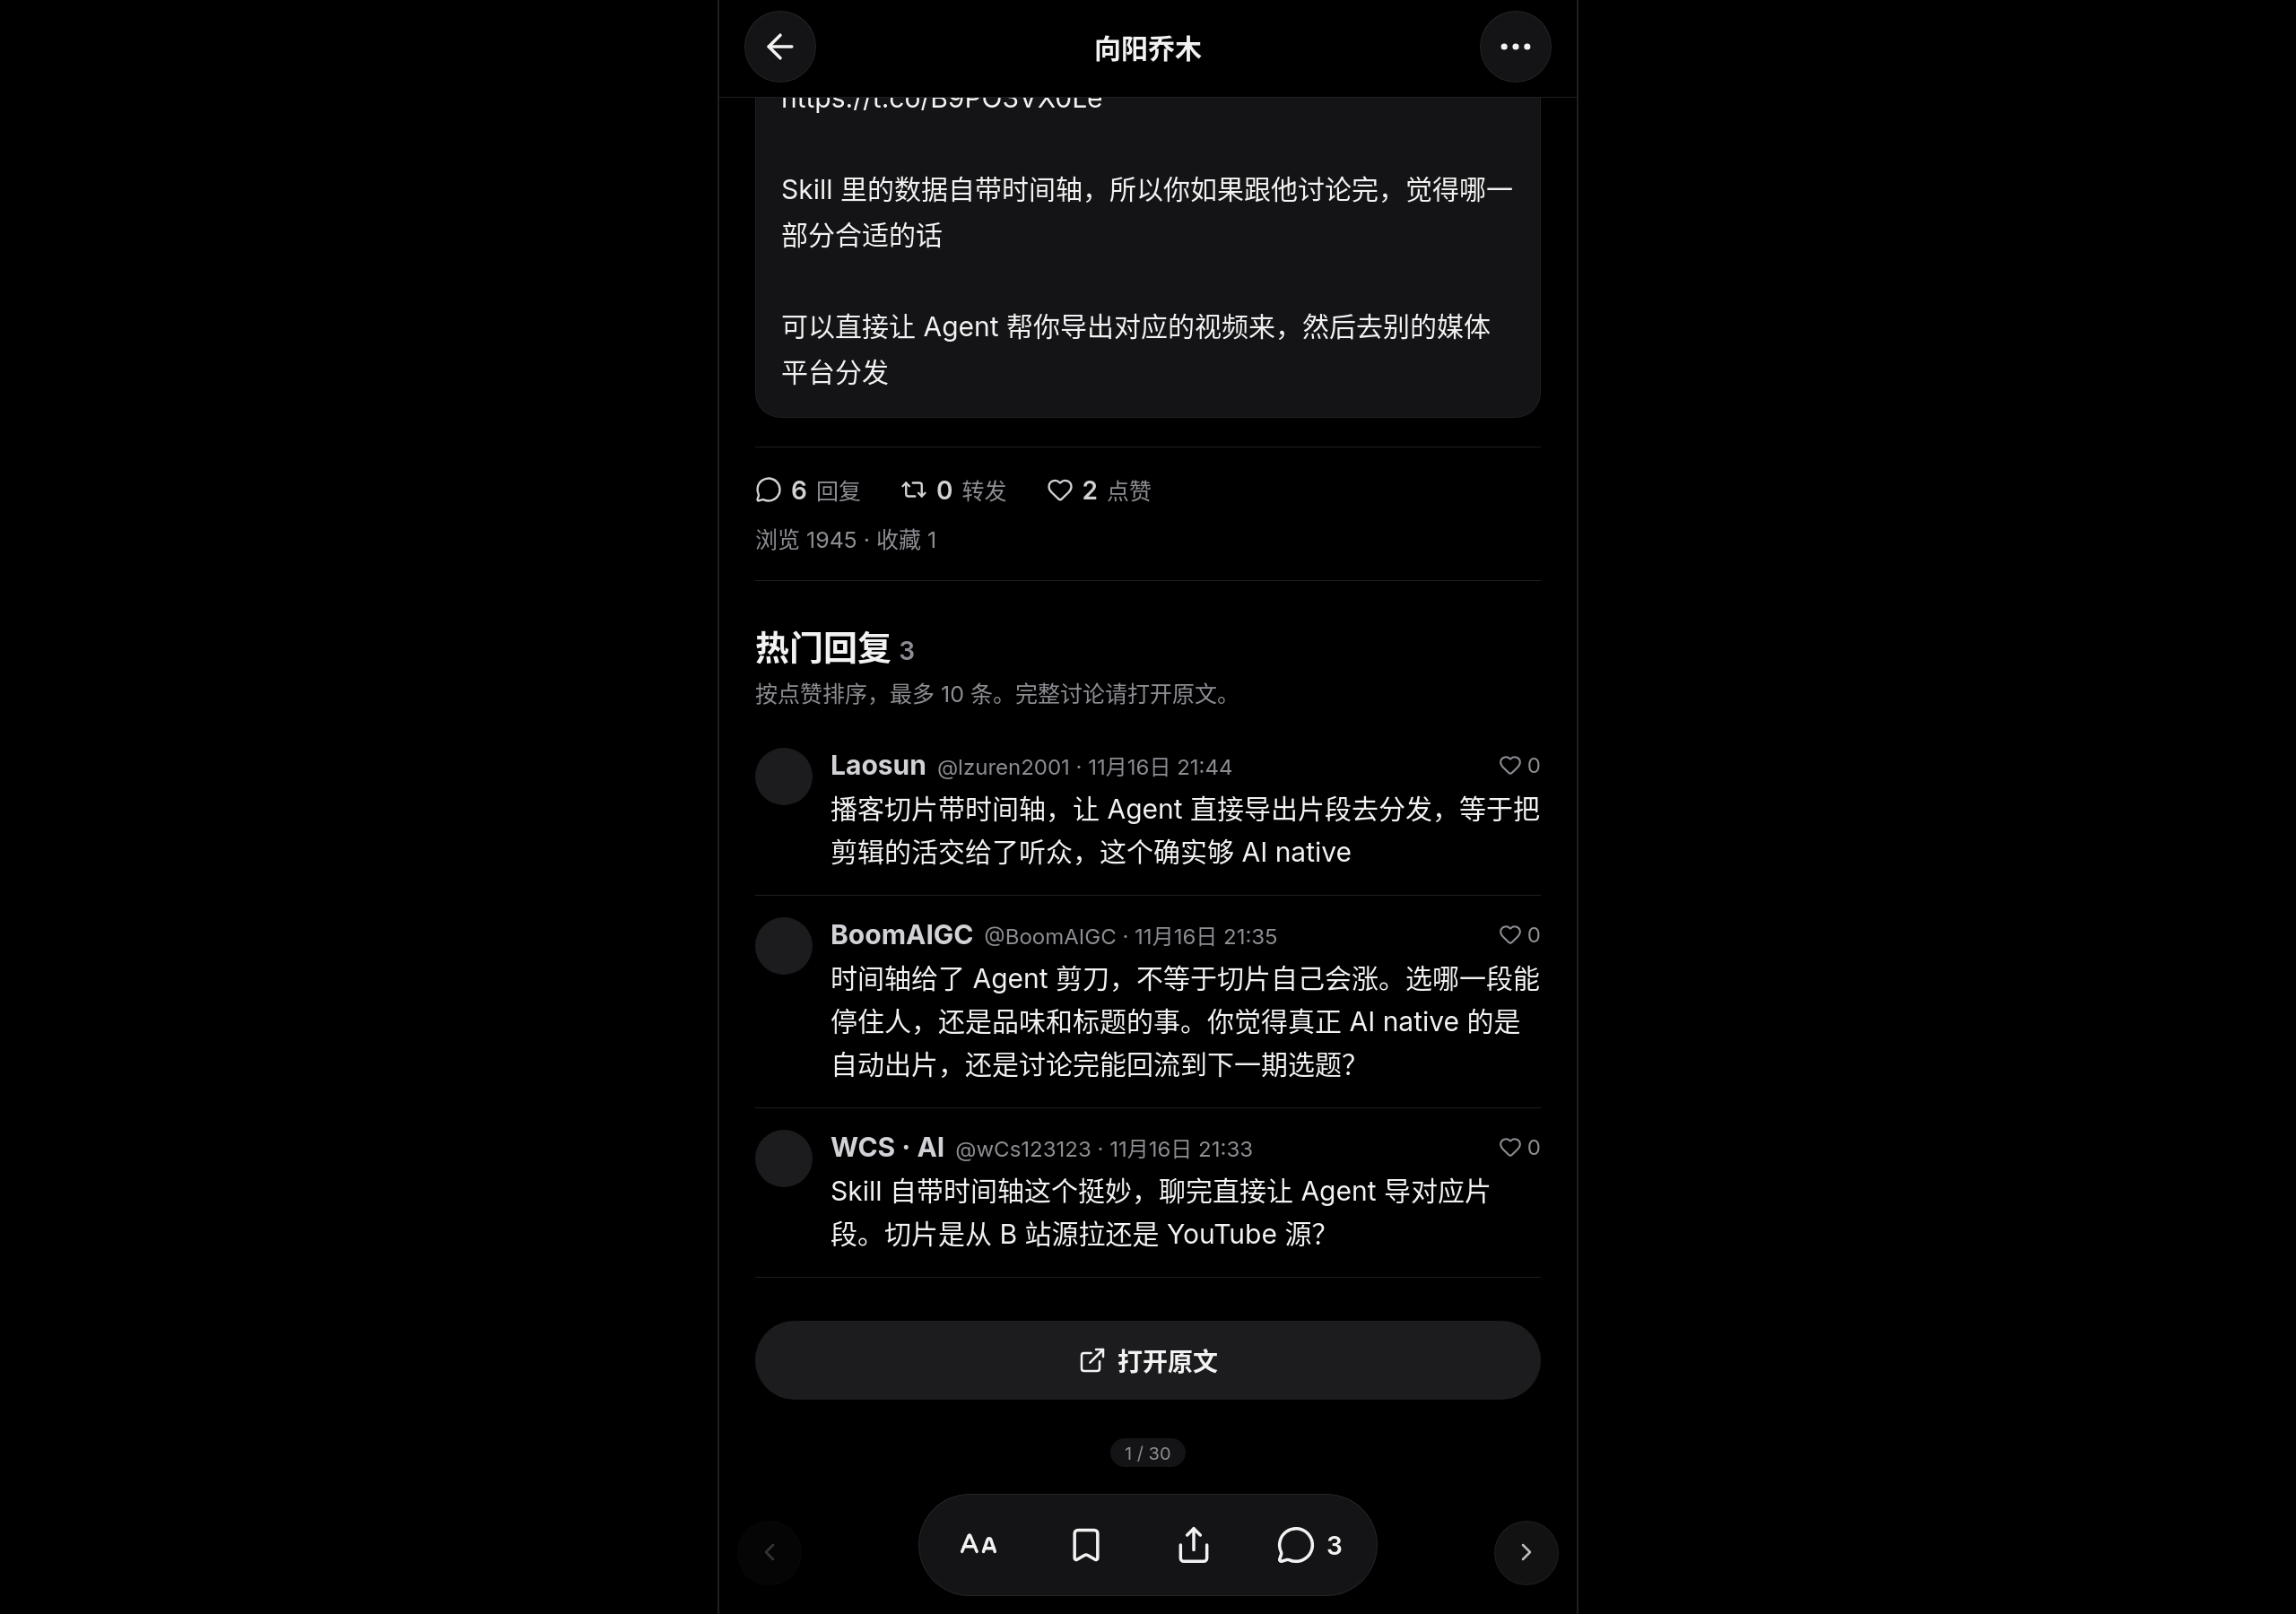 向阳乔木
Skill 里的数据自带时间轴，所以你如果跟他讨论完，觉得哪一
部分合适的话
可以直接让 Agent 帮你导出对应的视频来，然后去别的媒体
平台分发
6 回复 0 转发 2 点赞
浏览 1945 · 收藏 1
热门回复 3
按点赞排序，最多 10 条。完整讨论请打开原文。
Laosun @lzuren2001 · 11月16日 21:44 0
播客切片带时间轴，让 Agent 直接导出片段去分发，等于把
剪辑的活交给了听众，这个确实够 AI native
BoomAIGC @BoomAIGC · 11月16日 21:35 0
时间轴给了 Agent 剪刀，不等于切片自己会涨。选哪一段能
停住人，还是品味和标题的事。你觉得真正 AI native 的是
自动出片，还是讨论完能回流到下一期选题？
WCS · AI @wCs123123 · 11月16日 21:33 0
Skill 自带时间轴这个挺妙，聊完直接让 Agent 导对应片
段。切片是从 B 站源拉还是 YouTube 源？
打开原文
1 / 30
AA 3